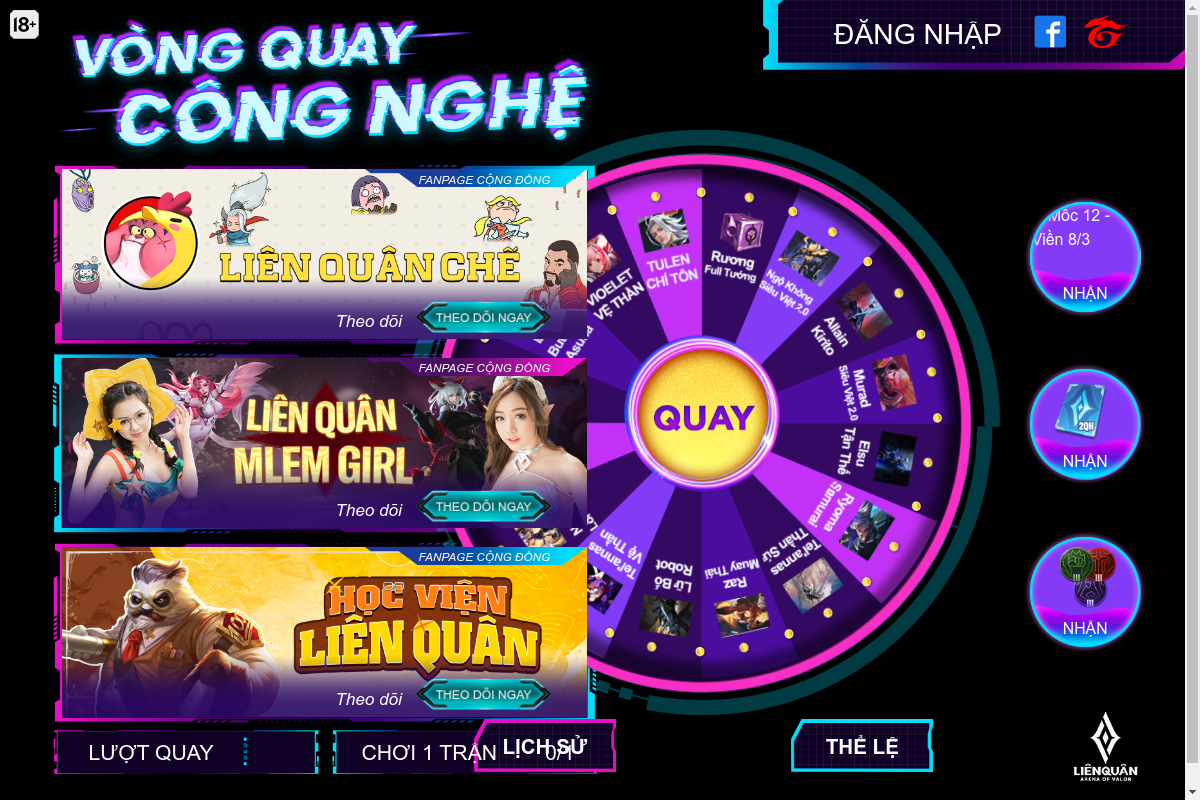 18+
VÒNG QUAY
CÔNG NGHỆ
ĐĂNG NHẬP
FANPAGE CỘNG ĐỒNG
LIÊN QUÂN CHẾ
Theo dõi
THEO DÕI NGAY
FANPAGE CỘNG ĐỒNG
LIÊN QUÂN
MLEM GIRL
Theo dõi
THEO DÕI NGAY
FANPAGE CỘNG ĐỒNG
HỌC VIỆN
LIÊN QUÂN
Theo dõi
THEO DÕI NGAY
VIOLET
VỆ THẦN
TULEN
CHÍ TÔN
Rương
Full Tướng
Ngộ Không
Siêu Việt 2.0
Allain
Kirito
Murad
Siêu Việt 2.0
Elsu
Tận Thế
Ryoma
Samurai
Tel'annas
Thần Sứ
Raz
Muay Thái
Lữ Bố
Robot
Tel'annas
Vệ Thần
QUAY
Mốc 12 -
Viền 8/3
NHẬN
2QH
NHẬN
NHẬN
LƯỢT QUAY
CHƠI 1 TRẬN
0/1
LỊCH SỬ
THỂ LỆ
LIÊNQUÂN
ARENA OF VALOR